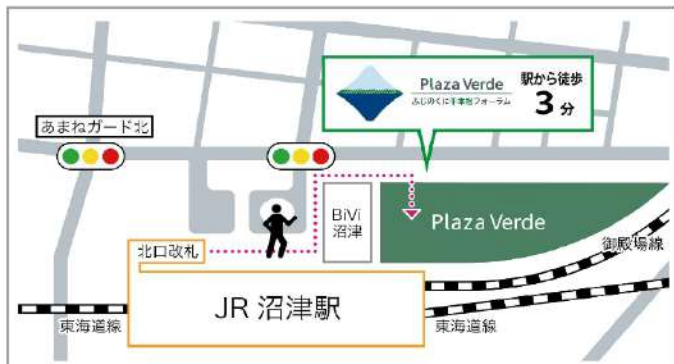 Plaza Verde
ふじのくに千本松フォーラム
駅から徒歩
3分
あまねガード北
BiVi
沼津
Plaza Verde
御殿場線
北口改札
JR 沼津駅
東海道線
東海道線